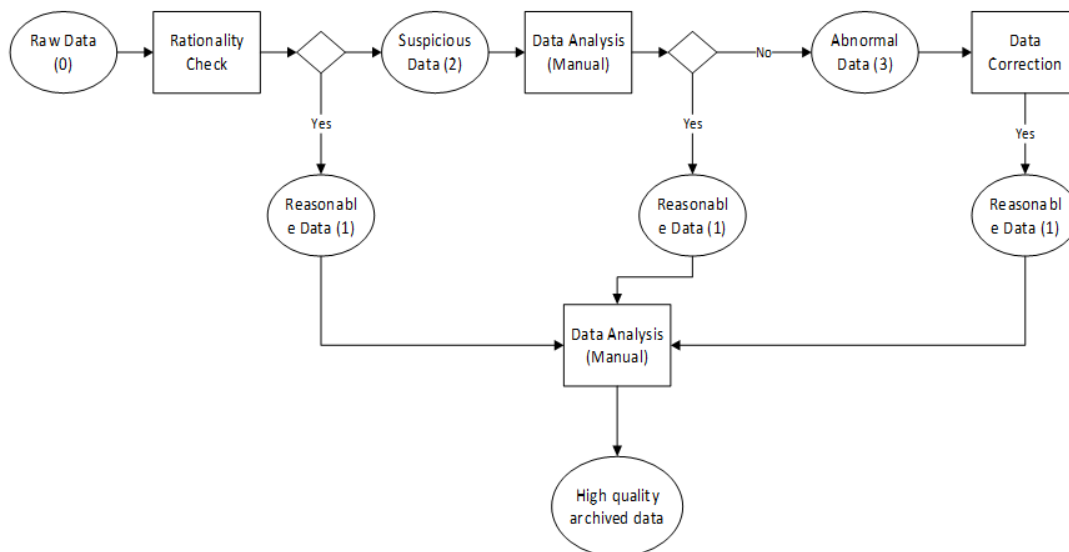 Raw Data
(0)
Rationality
Check
Suspicious
Data (2)
Data Analysis
(Manual)
No
Abnormal
Data (3)
Data
Correction
Yes
Yes
Yes
Reasonabl
e Data (1)
Reasonabl
e Data (1)
Reasonabl
e Data (1)
Data Analysis
(Manual)
High quality
archived data